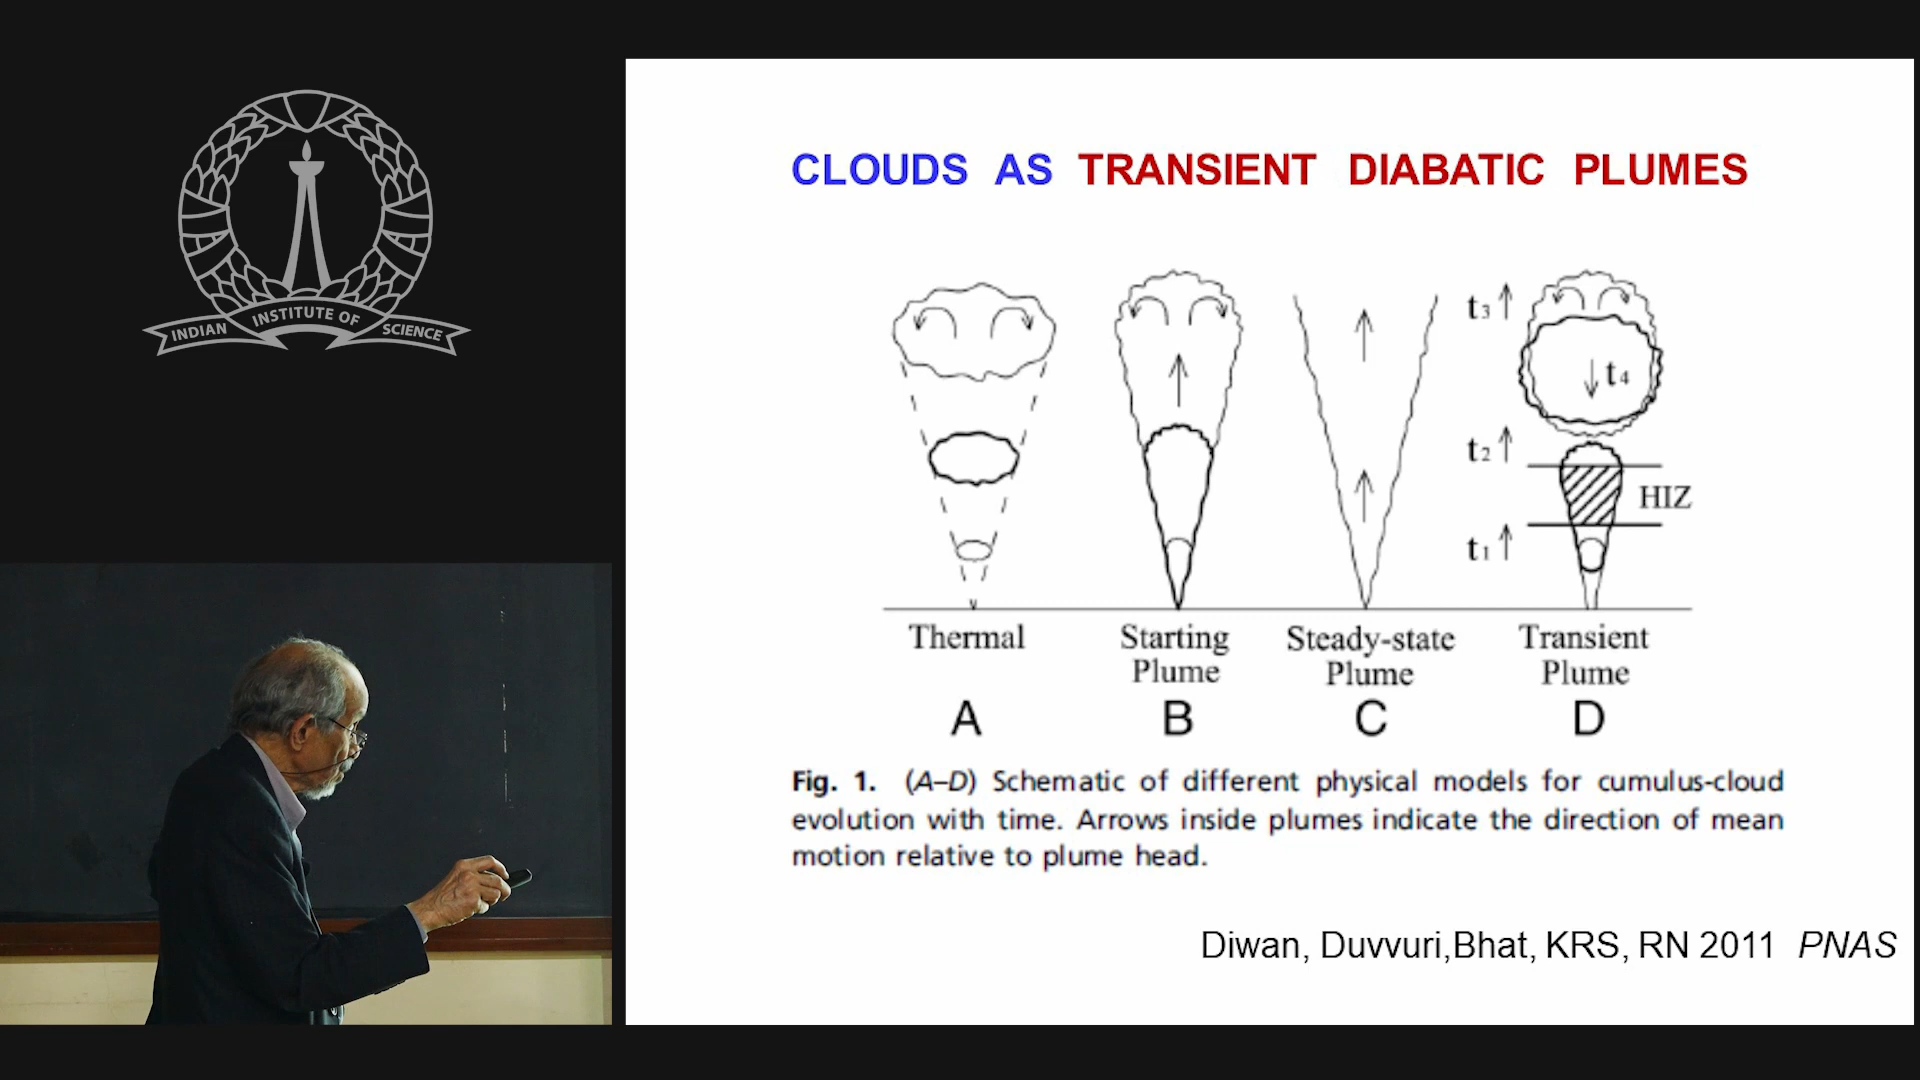 INDIAN INSTITUTE OF SCIENCE
CLOUDS AS TRANSIENT DIABATIC PLUMES
t3
t4
t2
HIZ
t1
Thermal
Starting Plume
Steady-state Plume
Transient Plume
A B C D
Fig. 1. (A–D) Schematic of different physical models for cumulus-cloud
evolution with time. Arrows inside plumes indicate the direction of mean
motion relative to plume head.
Diwan, Duvvuri,Bhat, KRS, RN 2011 PNAS